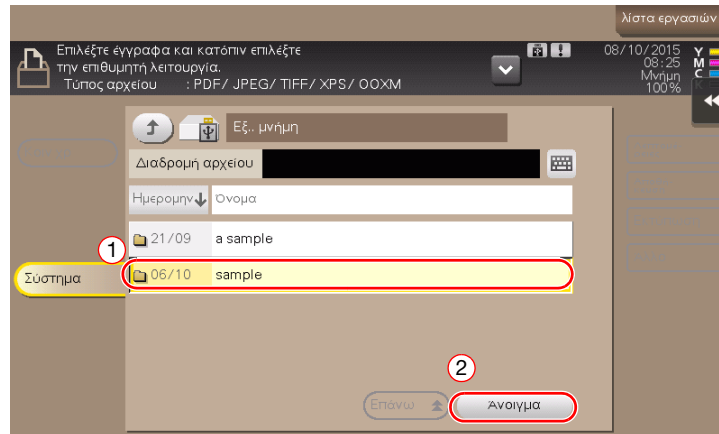 λίστα εργασιών
Επιλέξτε έγγραφα και κατόπιν επιλέξτε
την επιθυμητή λειτουργία.
Τύπος αρχείου : PDF/ JPEG/ TIFF/ XPS/ OOXM
08/10/2015
08:25
Μνήμη
100%
Y
M
C
K
Εξ.. μνήμη
Διαδρομή αρχείου
Ημερομην↓ Όνομα
21/09 a sample
1
06/10 sample
Σύστημα
2
Επάνω
Άνοιγμα